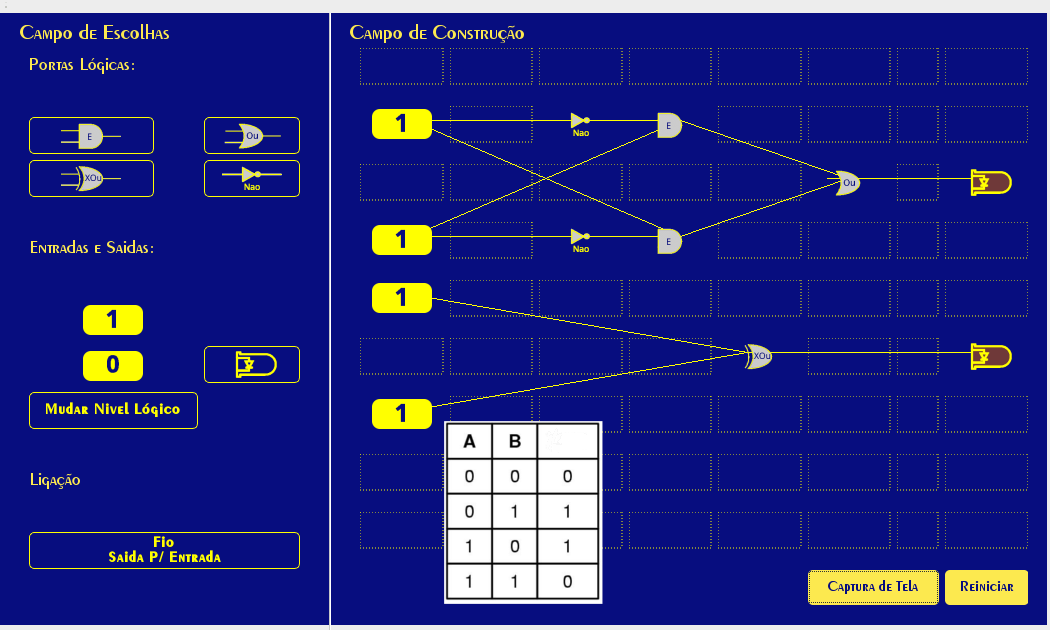 Campo de Escolhas
Portas Lógicas:
E
Ou
XOu
Nao
Entradas e Saidas:
1
0
Mudar Nivel Lógico
Ligação
Fio
Saida P/ Entrada
Campo de Construção
1
Nao
E
Ou
1
Nao
E
1
XOu
1
A B
0 0 0
0 1 1
1 0 1
1 1 0
Captura de Tela
Reiniciar